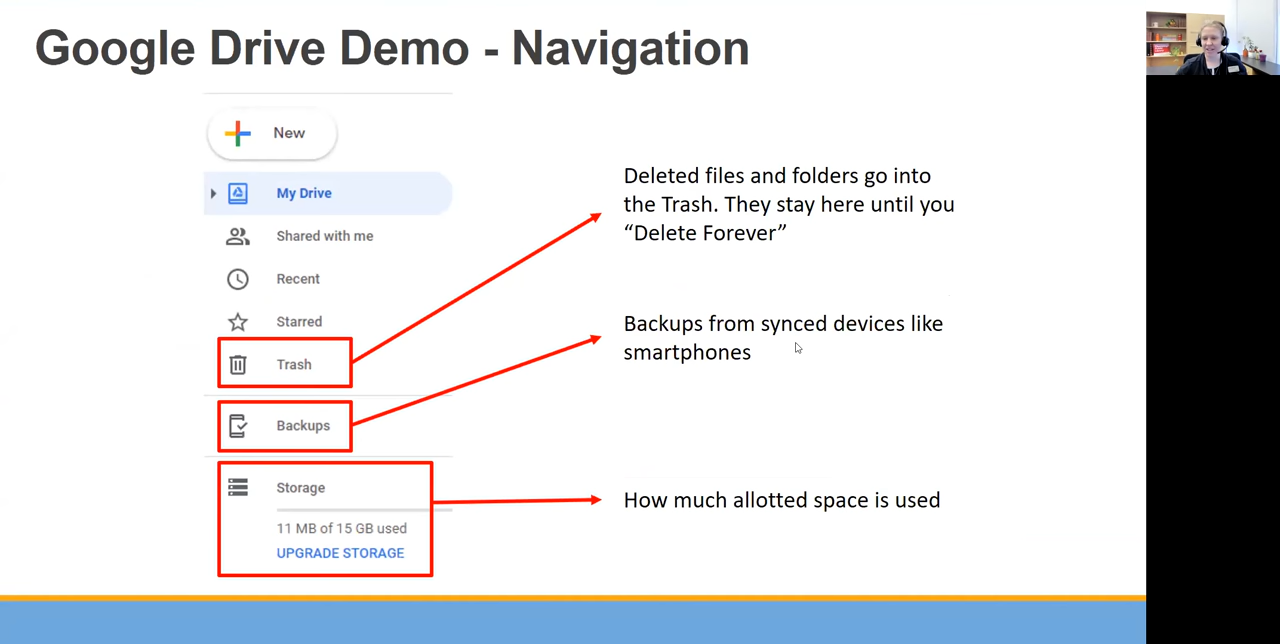 Google Drive Demo - Navigation
New
My Drive
Shared with me
Recent
Starred
Trash
Backups
Storage
11 MB of 15 GB used
UPGRADE STORAGE
Deleted files and folders go into
the Trash. They stay here until you
“Delete Forever”
Backups from synced devices like
smartphones
How much allotted space is used